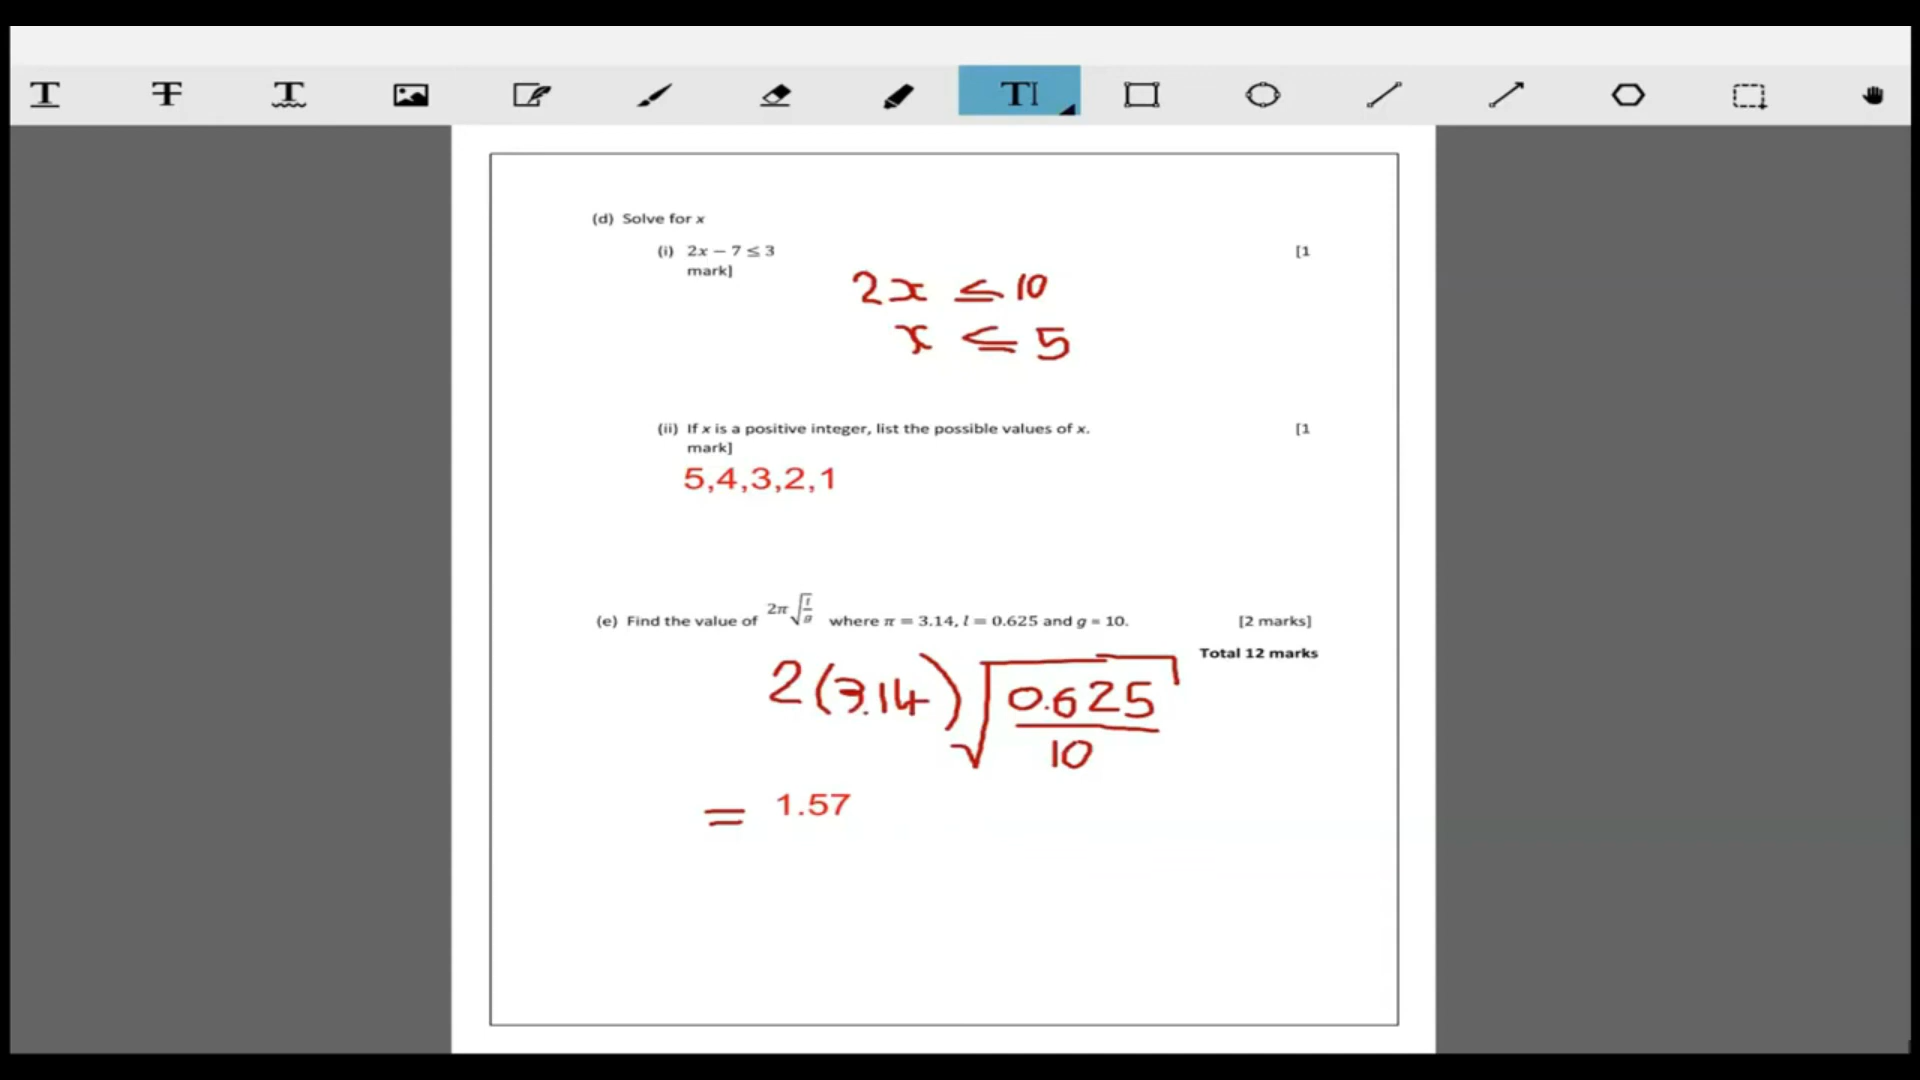 (d) Solve for x
(i) 2x − 7 ≤ 3 [1
mark]
2x ≤ 10
x ≤ 5
(ii) If x is a positive integer, list the possible values of x. [1
mark]
5,4,3,2,1
(e) Find the value of 2π√(l/g) where π = 3.14, l = 0.625 and g = 10. [2 marks]
Total 12 marks
2(3.14)√(0.625/10)
= 1.57